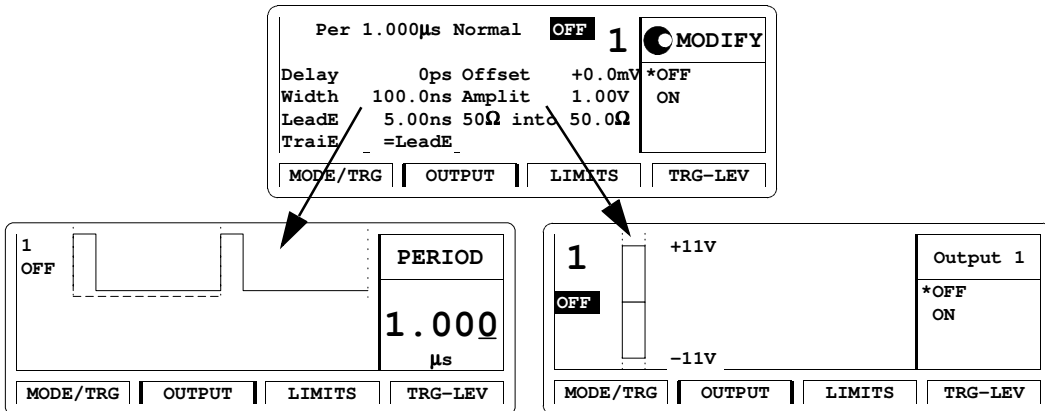 Per 1.000µs Normal OFF 1 MODIFY
Delay 0ps Offset +0.0mV *OFF
Width 100.0ns Amplit 1.00V ON
LeadE 5.00ns 50Ω into 50.0Ω
TraiE =LeadE
MODE/TRG OUTPUT LIMITS TRG-LEV
1
OFF
PERIOD
1.000
µs
MODE/TRG OUTPUT LIMITS TRG-LEV
1
OFF
+11V
-11V
Output 1
*OFF
ON
MODE/TRG OUTPUT LIMITS TRG-LEV